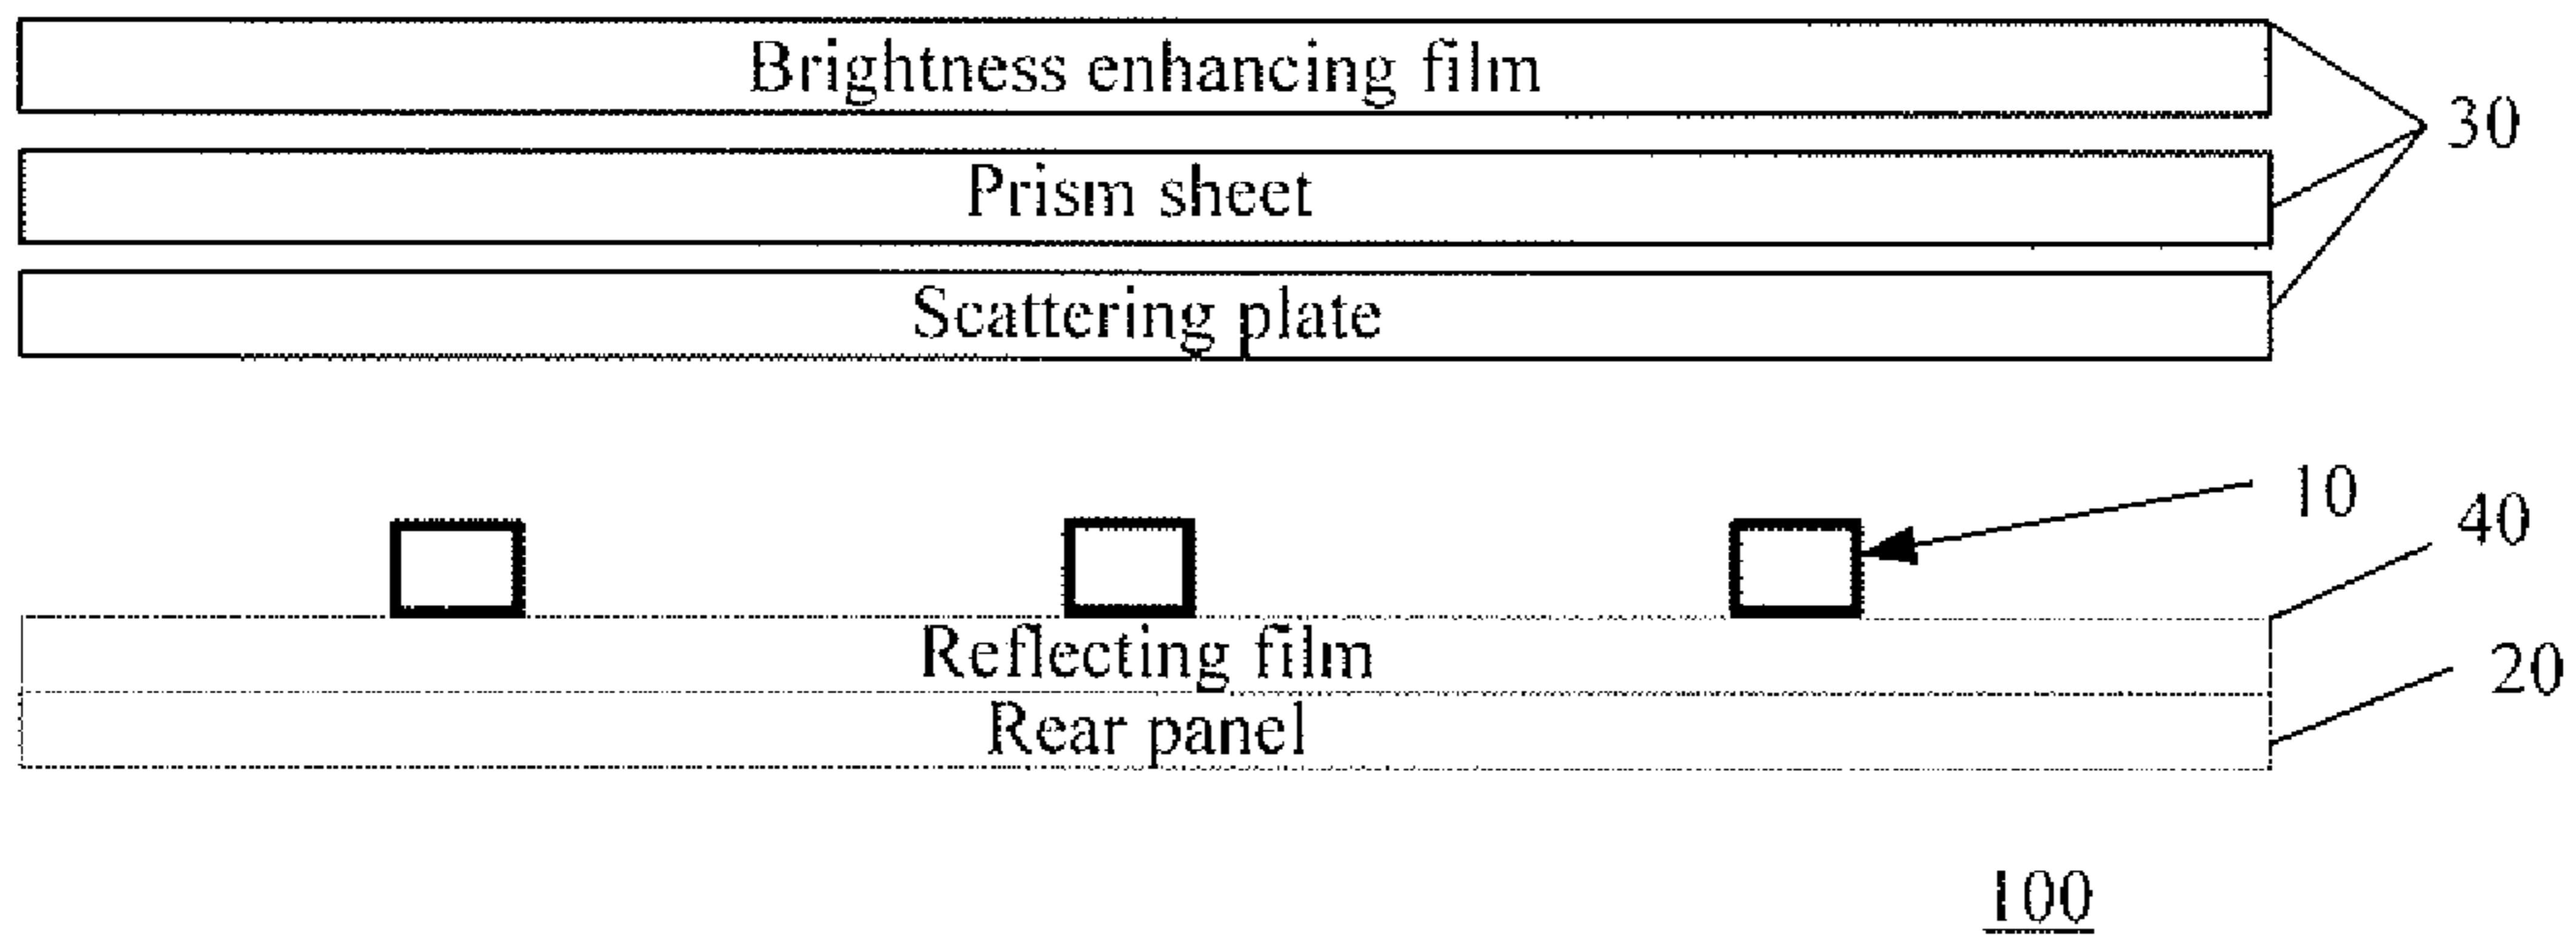 Brightness enhancing film
30
Prism sheet
Scattering plate
10
40
Reflecting film
20
Rear panel
100